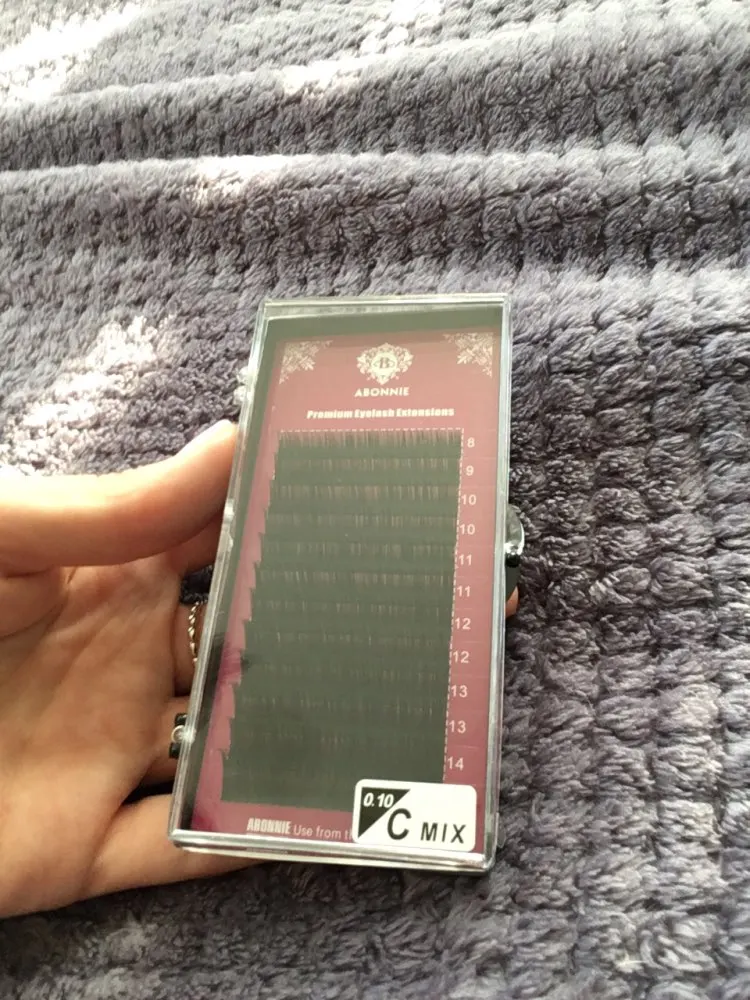 B
ABONNIE
Premium Eyelash Extensions
8
9
10
10
11
11
12
12
13
13
14
ABONNIE Use from
0.10
C MIX